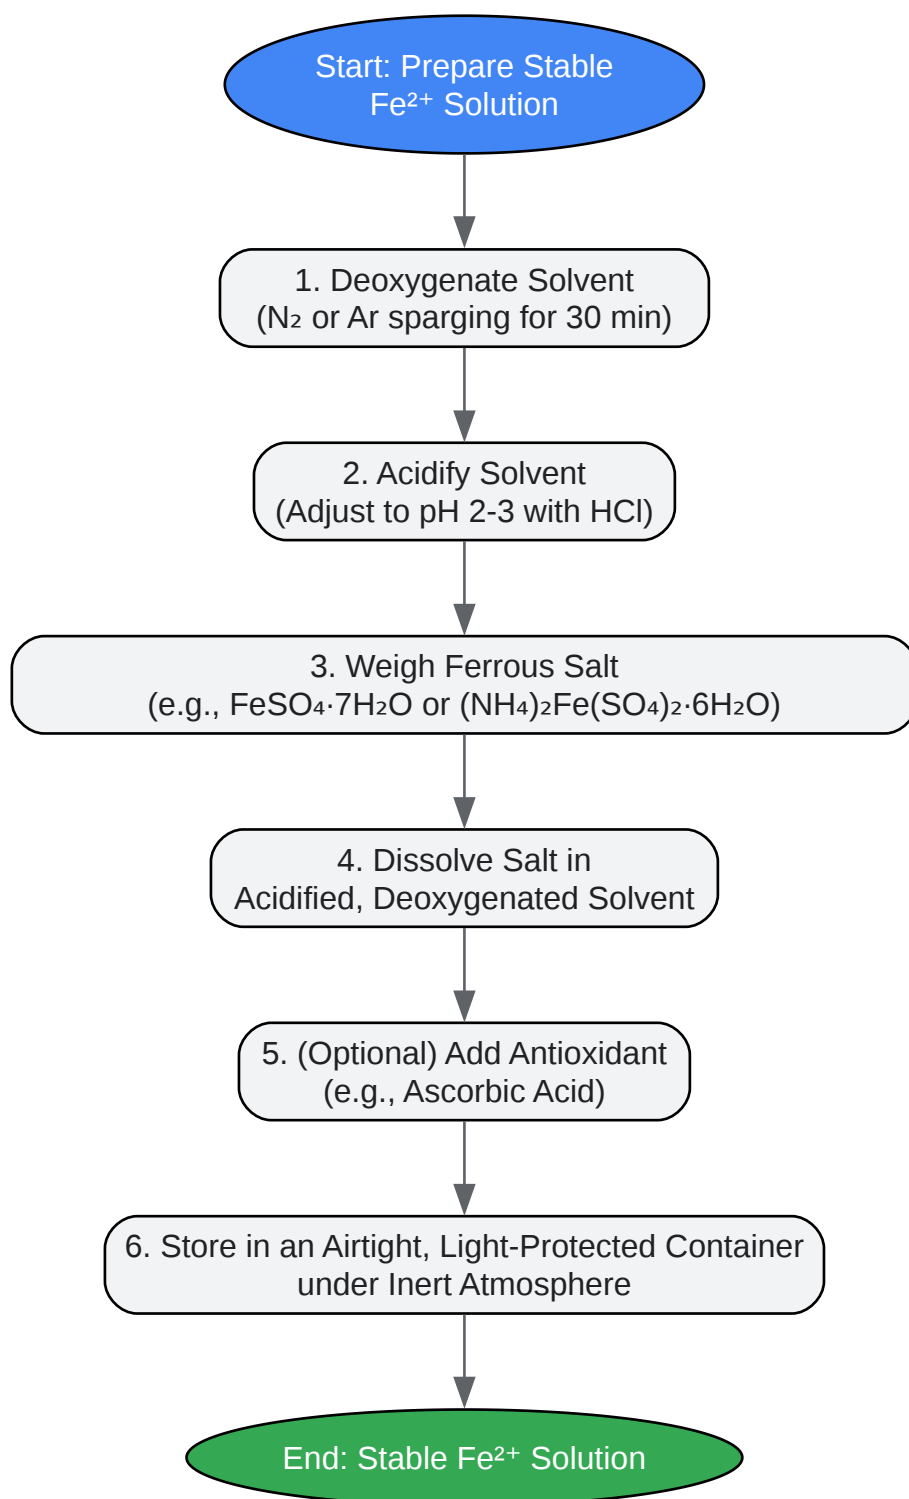 Start: Prepare Stable
Fe²⁺ Solution
1. Deoxygenate Solvent
(N₂ or Ar sparging for 30 min)
2. Acidify Solvent
(Adjust to pH 2-3 with HCl)
3. Weigh Ferrous Salt
(e.g., FeSO₄·7H₂O or (NH₄)₂Fe(SO₄)₂·6H₂O)
4. Dissolve Salt in
Acidified, Deoxygenated Solvent
5. (Optional) Add Antioxidant
(e.g., Ascorbic Acid)
6. Store in an Airtight, Light-Protected Container
under Inert Atmosphere
End: Stable Fe²⁺ Solution